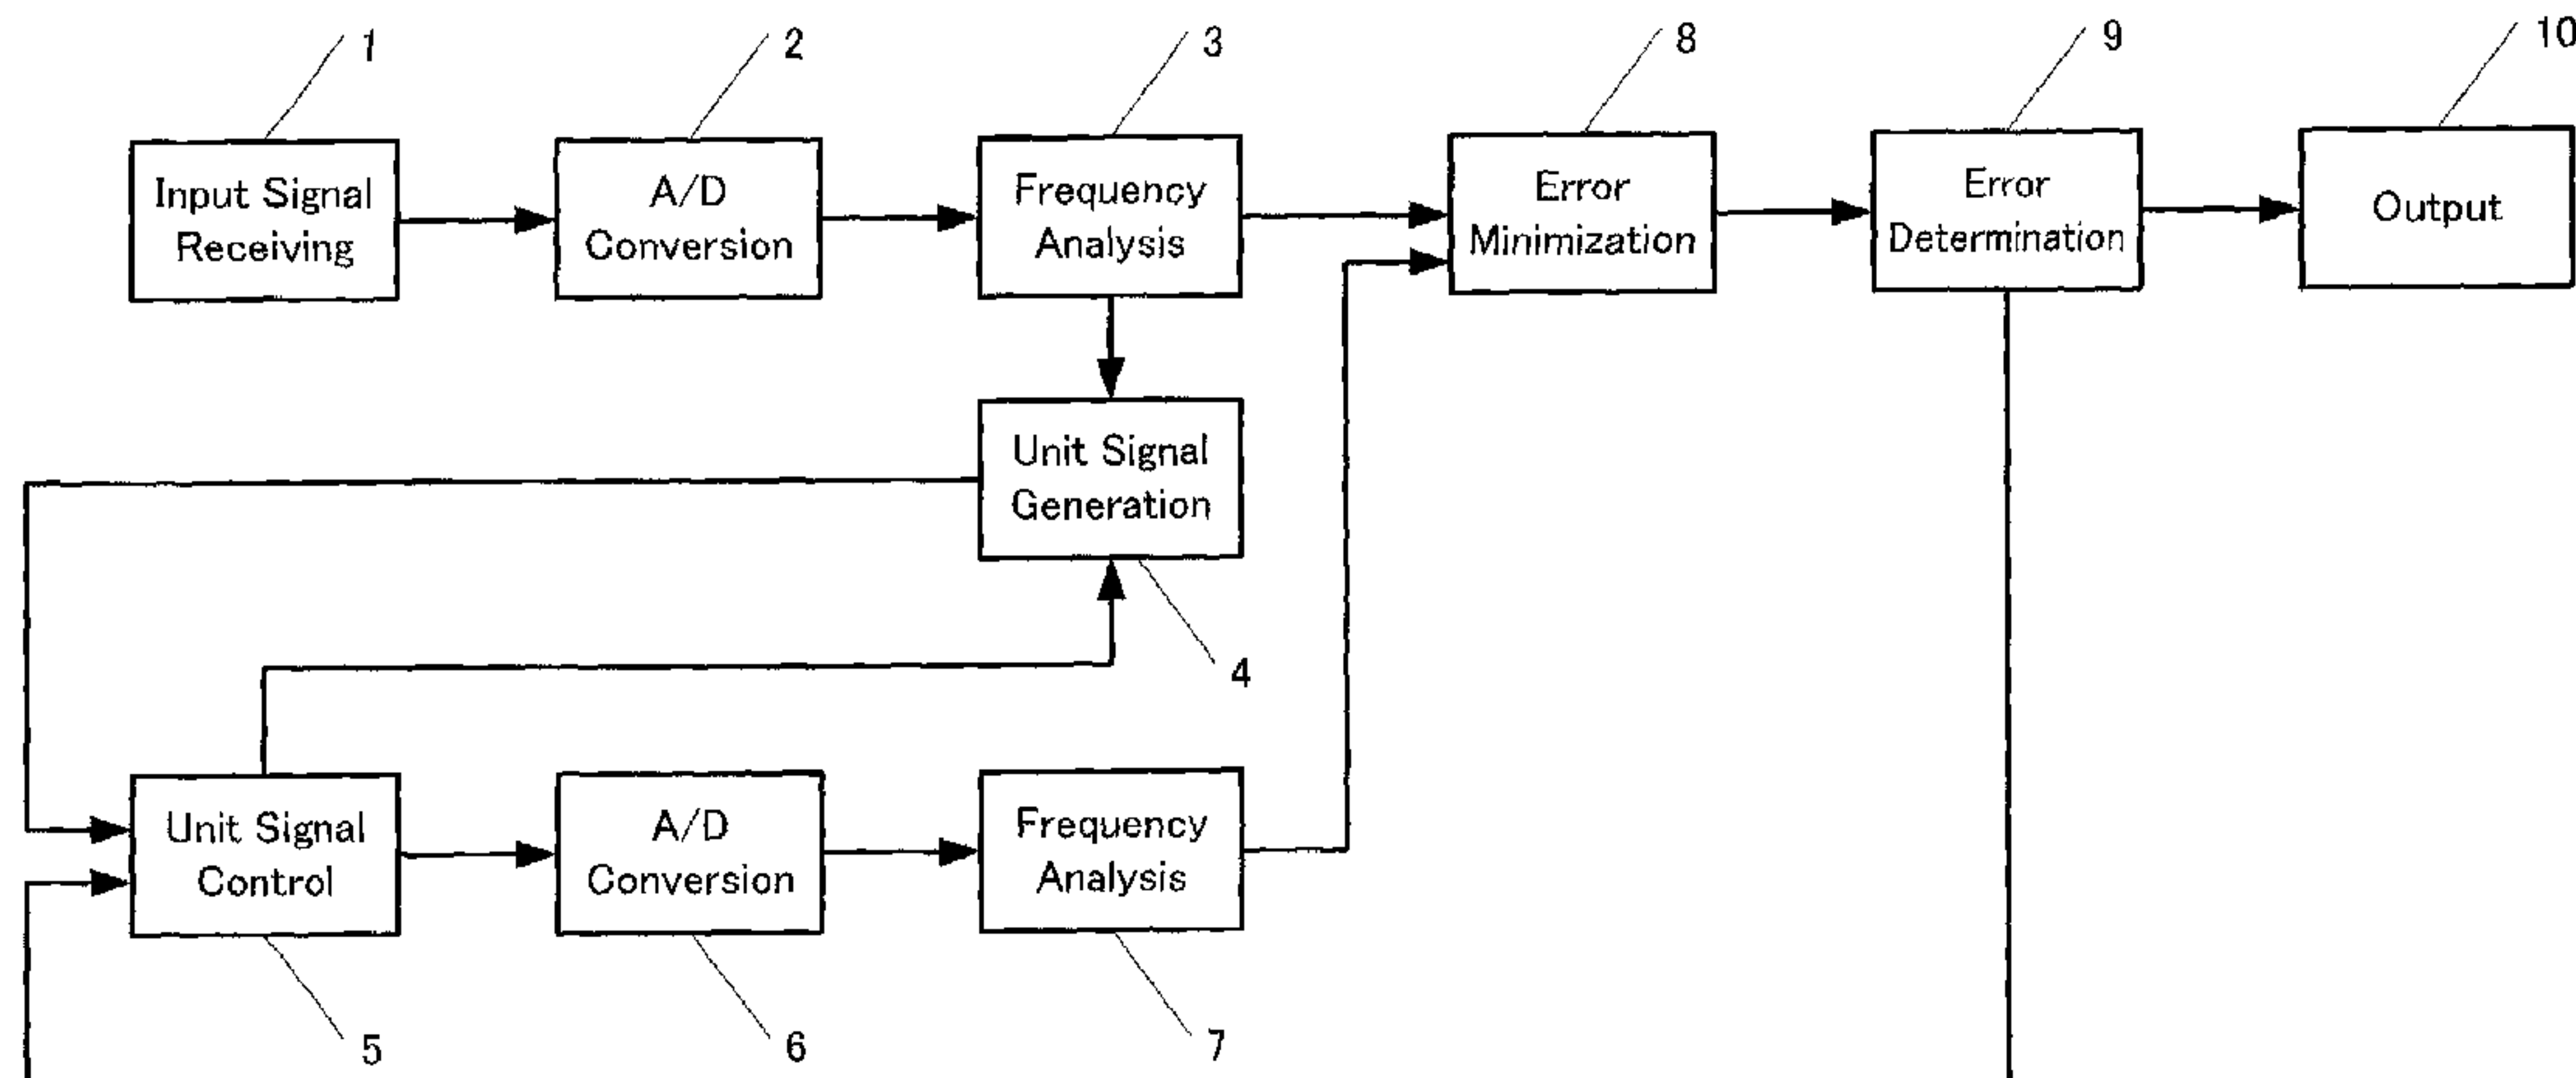 1
2
3
8
9
10
Input Signal
Receiving
A/D
Conversion
Frequency
Analysis
Error
Minimization
Error
Determination
Output
Unit Signal
Generation
4
Unit Signal
Control
A/D
Conversion
Frequency
Analysis
5
6
7